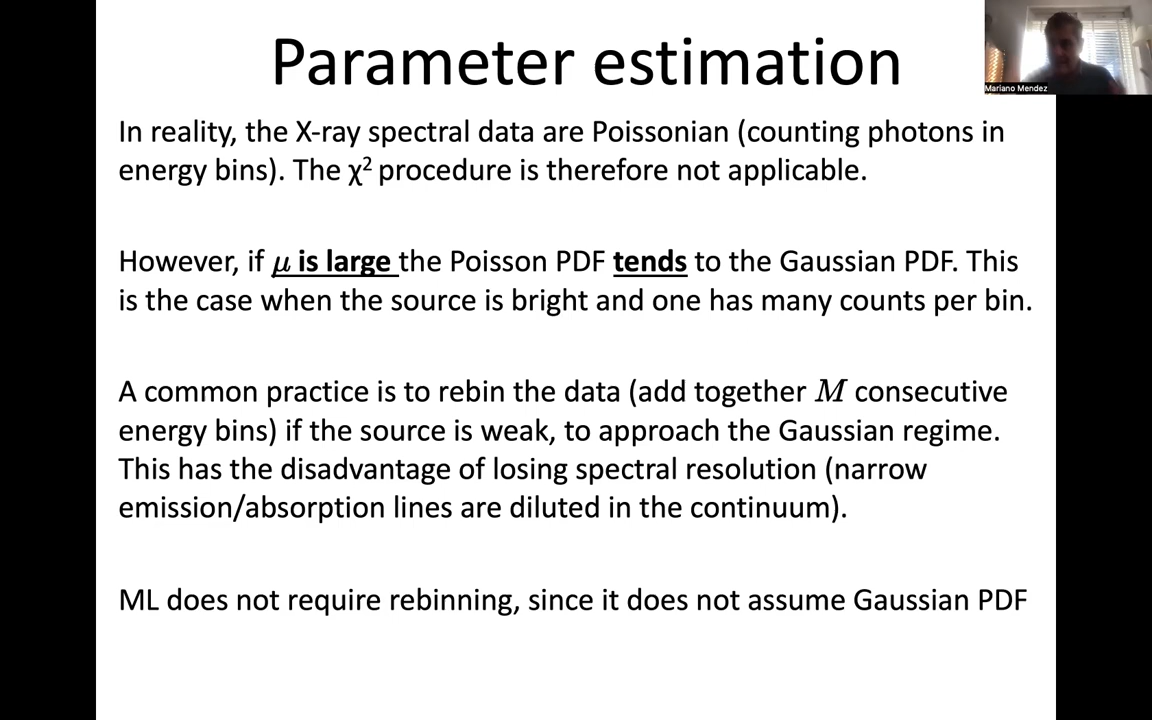 Parameter estimation
Mariano Mendez
In reality, the X-ray spectral data are Poissonian (counting photons in
energy bins). The χ² procedure is therefore not applicable.
However, if μ is large the Poisson PDF tends to the Gaussian PDF. This
is the case when the source is bright and one has many counts per bin.
A common practice is to rebin the data (add together M consecutive
energy bins) if the source is weak, to approach the Gaussian regime.
This has the disadvantage of losing spectral resolution (narrow
emission/absorption lines are diluted in the continuum).
ML does not require rebinning, since it does not assume Gaussian PDF